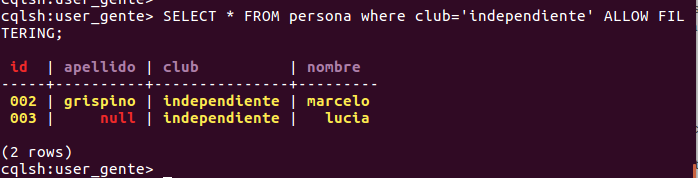 cqlsh:user_gente>
cqlsh:user_gente> SELECT * FROM persona where club='independiente' ALLOW FIL
TERING;
 id  | apellido | club          | nombre
-----+----------+---------------+---------
 002 | grispino | independiente | marcelo
 003 |     null | independiente |   lucia
(2 rows)
cqlsh:user_gente> _